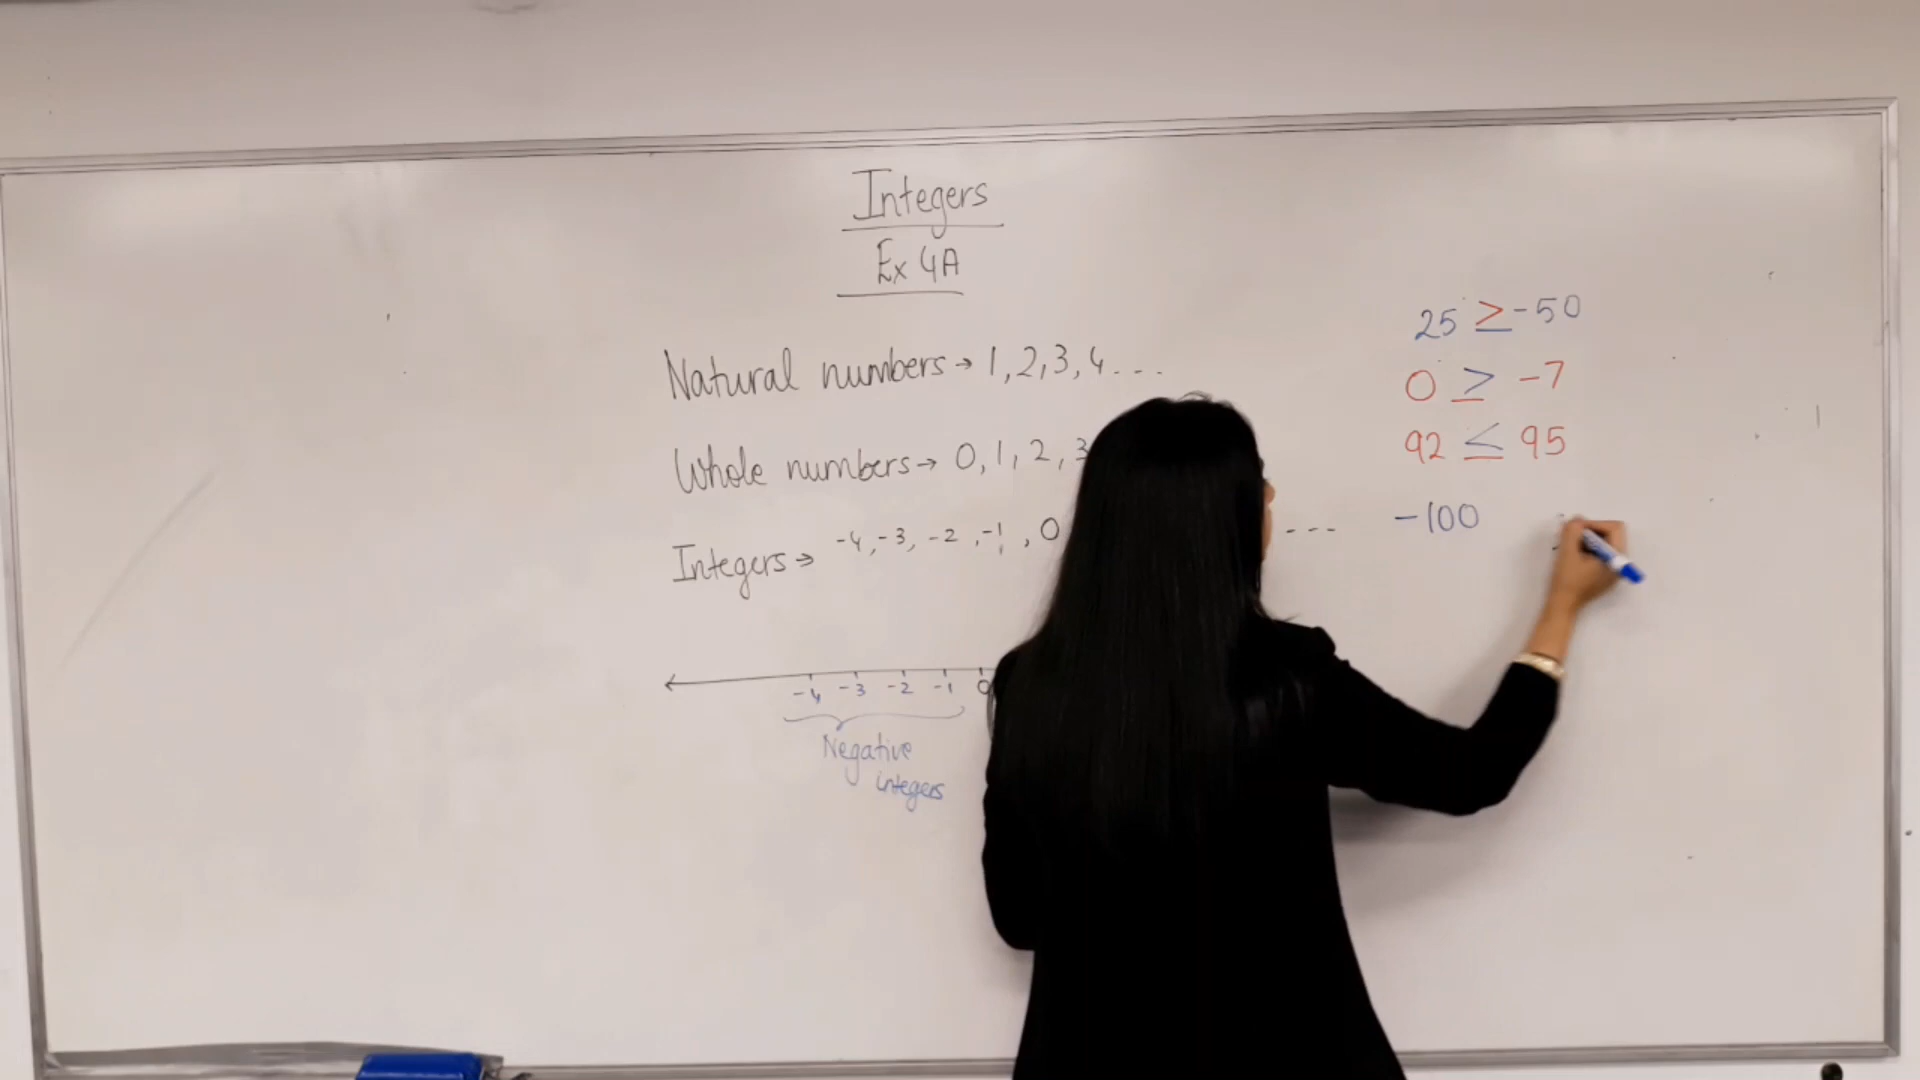 Integers
Ex 4A
Natural numbers → 1, 2, 3, 4 ...
Whole numbers → 0, 1, 2, 3
Integers → -4, -3, -2, -1, 0 ---
-4 -3 -2 -1 0
Negative
integers
25 ≥ -50
0 ≥ -7
92 ≤ 95
-100